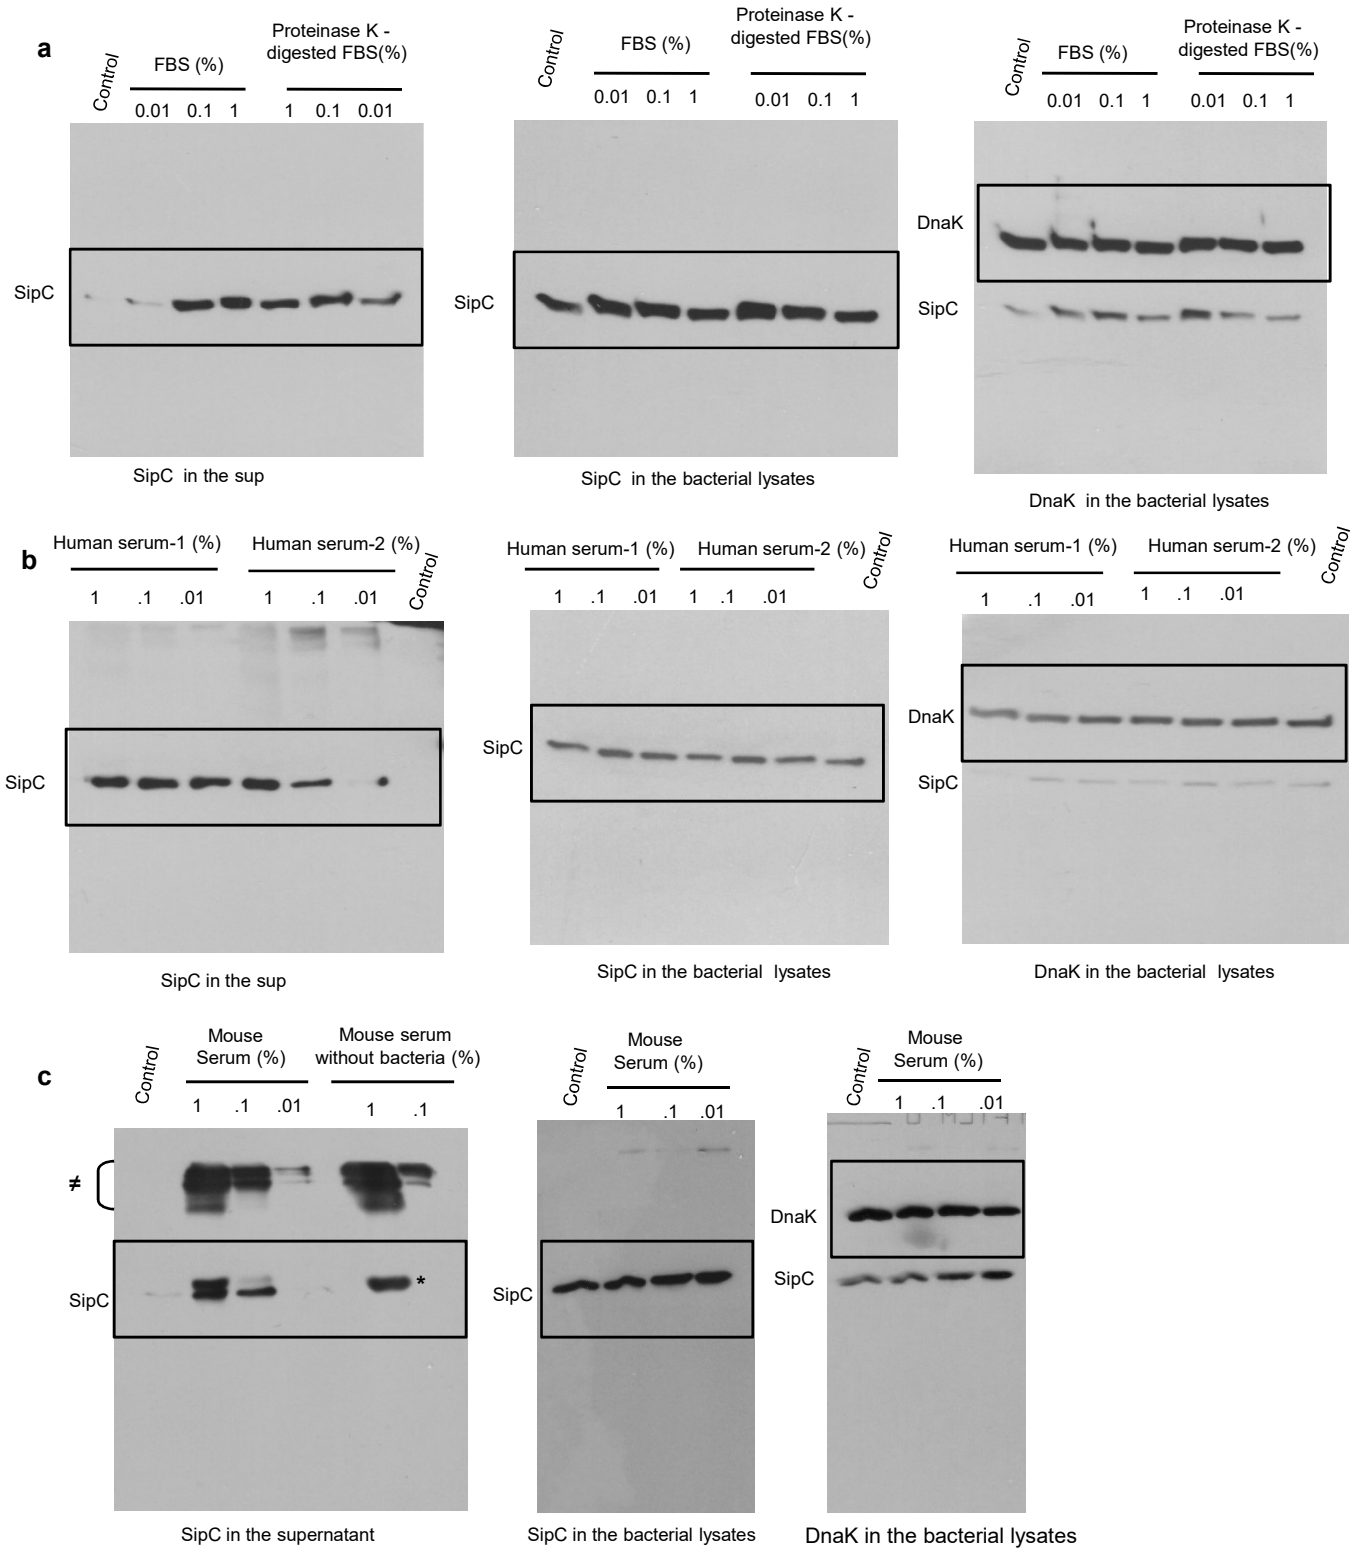 a
Control
FBS (%)
Proteinase K -
digested FBS(%)
0.01 0.1 1 1 0.1 0.01
SipC
SipC in the sup
Control
FBS (%)
Proteinase K -
digested FBS(%)
0.01 0.1 1 0.01 0.1 1
SipC
SipC in the bacterial lysates
Control
FBS (%)
Proteinase K -
digested FBS(%)
0.01 0.1 1 0.01 0.1 1
DnaK
SipC
DnaK in the bacterial lysates
b
Human serum-1 (%) Human serum-2 (%) Control
1 .1 .01 1 .1 .01
SipC
SipC in the sup
Human serum-1 (%) Human serum-2 (%) Control
1 .1 .01 1 .1 .01
SipC
SipC in the bacterial lysates
Human serum-1 (%) Human serum-2 (%) Control
1 .1 .01 1 .1 .01
DnaK
SipC
DnaK in the bacterial lysates
c
Control
Mouse
Serum (%)
Mouse serum
without bacteria (%)
1 .1 .01 1 .1
≠
*
SipC
SipC in the supernatant
Control
Mouse
Serum (%)
1 .1 .01
SipC
SipC in the bacterial lysates
Control
Mouse
Serum (%)
1 .1 .01
DnaK
SipC
DnaK in the bacterial lysates